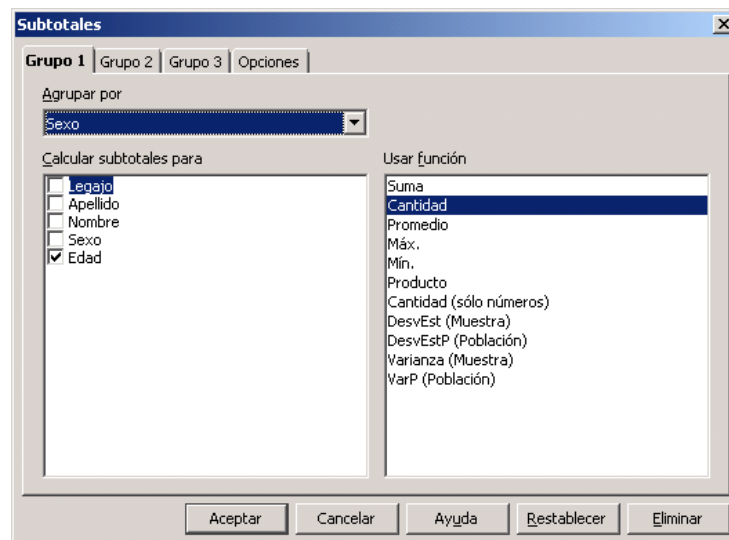 Subtotales
Grupo 1 Grupo 2 Grupo 3 Opciones
Agrupar por
Sexo
Calcular subtotales para
Legajo
Apellido
Nombre
Sexo
Edad
Usar función
Suma
Cantidad
Promedio
Máx.
Mín.
Producto
Cantidad (sólo números)
DesvEst (Muestra)
DesvEstP (Población)
Varianza (Muestra)
VarP (Población)
Aceptar Cancelar Ayuda Restablecer Eliminar